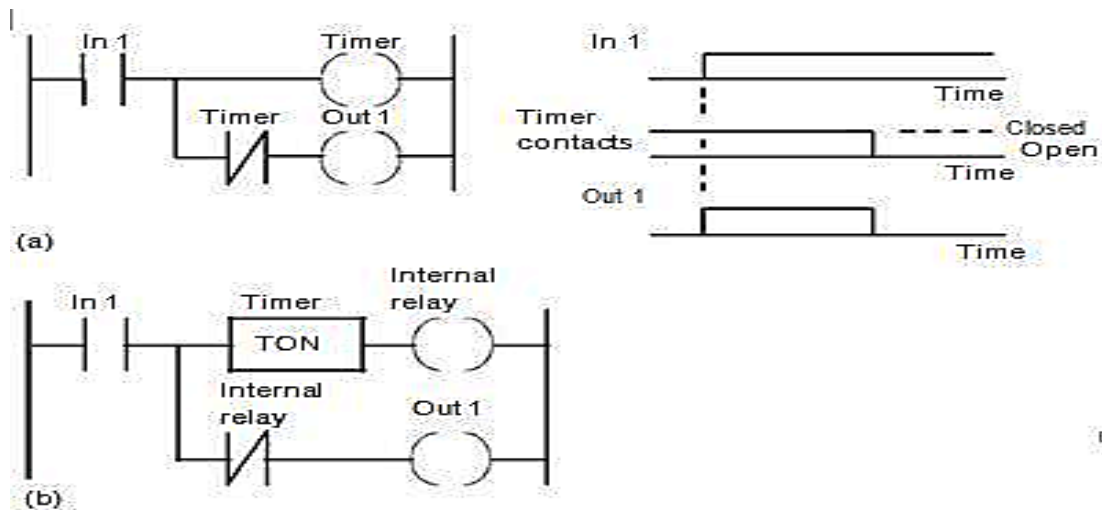 In 1
Timer
Timer
Out 1
(a)
In 1
Time
Timer
contacts
Closed
Open
Time
Out 1
Time
In 1
Timer
Internal
relay
TON
Internal
relay
Out 1
(b)